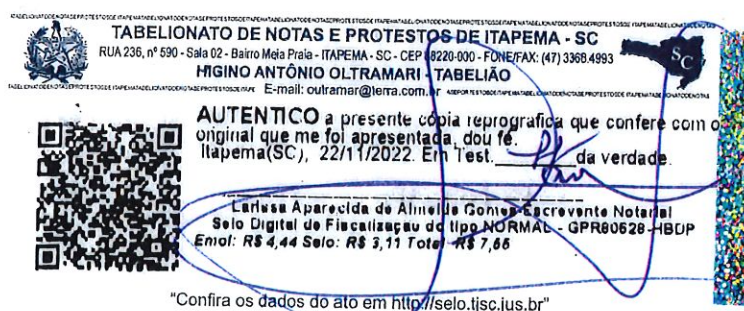 TABELIONATO DE NOTAS E PROTESTOS DE ITAPEMA - SC
RUA 236, nº 590 - Sala 02 - Bairro Meia Praia - ITAPEMA - SC - CEP 88220-000 - FONE/FAX: (47) 3368.4993
HIGINO ANTÔNIO OLTRAMARI - TABELIÃO
E-mail: outramar@terra.com.br
SC
AUTENTICO a presente cópia reprografica que confere com o
original que me foi apresentada, dou fé.
Itapema(SC), 22/11/2022. Em Test. da verdade.
Larissa Aparecida de Almeida Gomes-Escrevente Notarial
Selo Digital de Fiscalização do tipo NORMAL - GPR80628-HBDP
Emol: R$ 4,44 Selo: R$ 3,11 Total R$ 7,55
"Confira os dados do ato em http://selo.tjsc.jus.br"